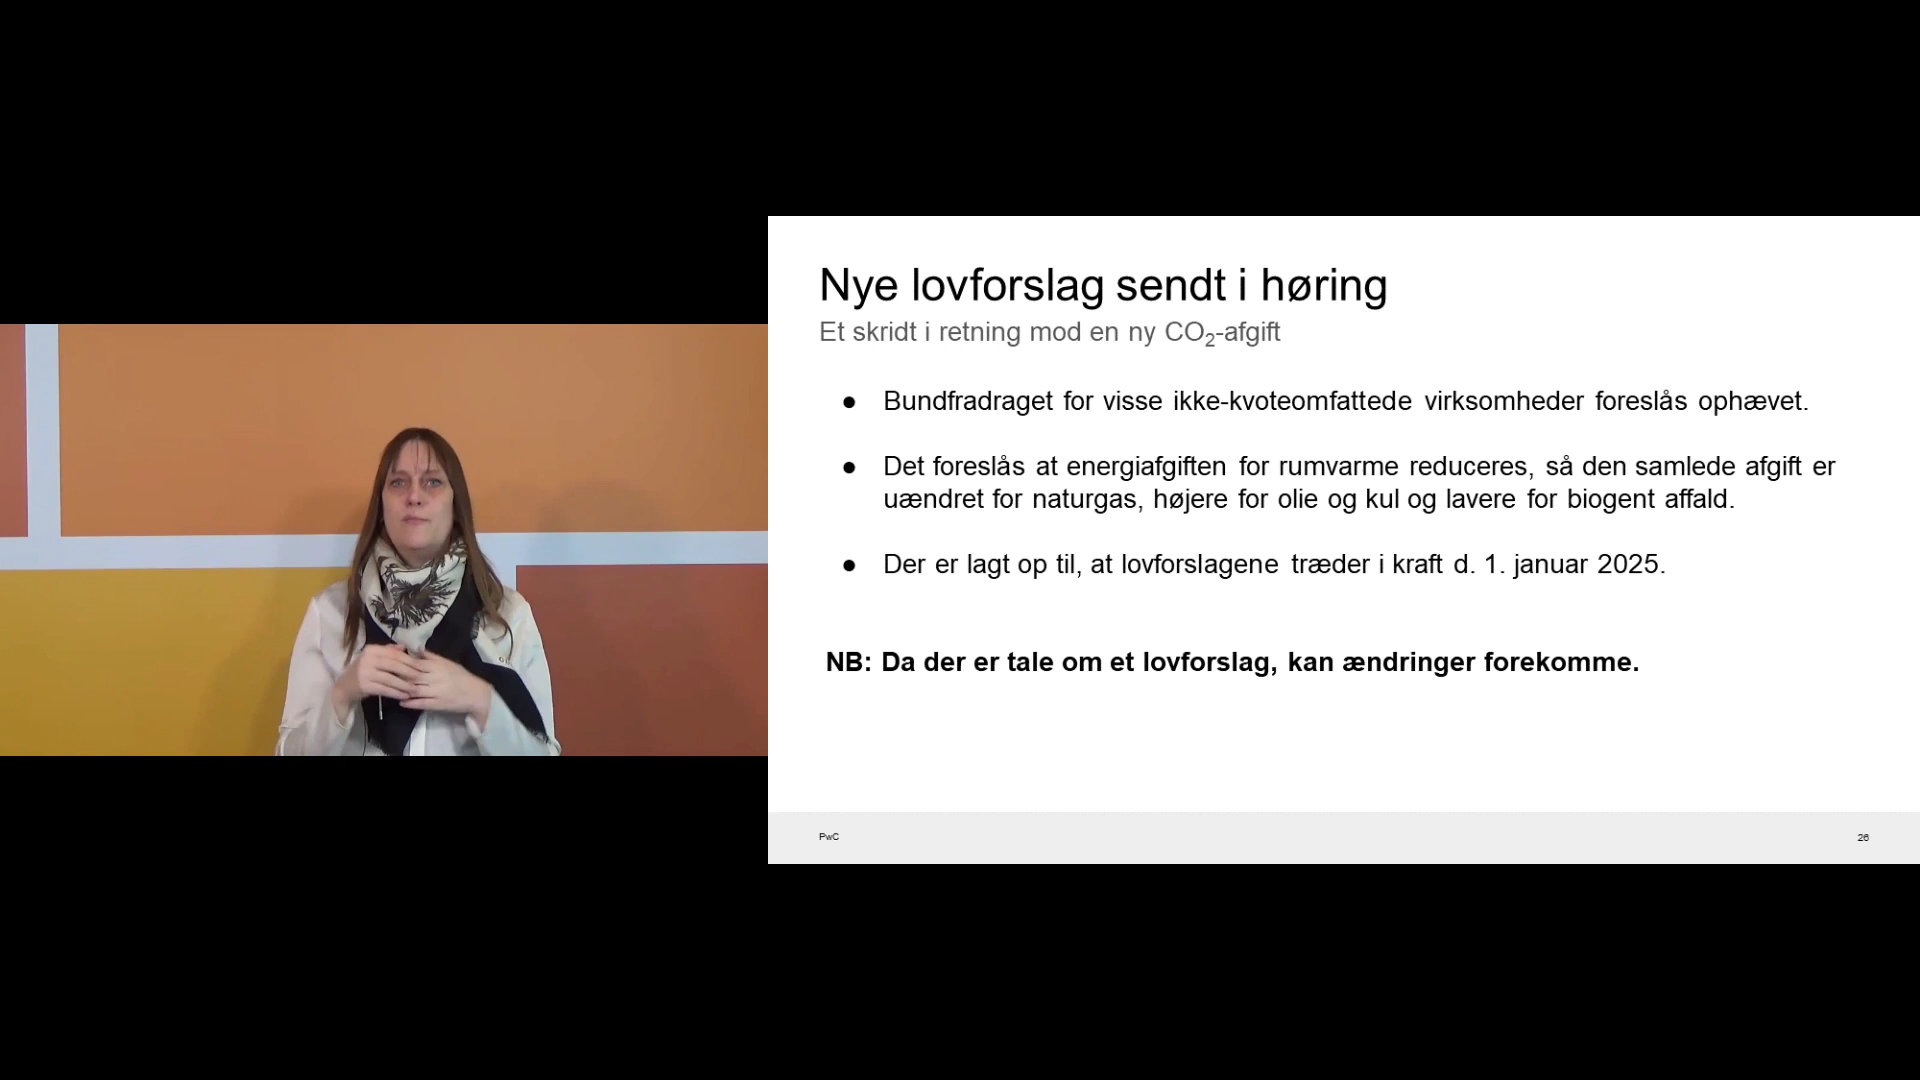 Nye lovforslag sendt i høring
Et skridt i retning mod en ny CO₂-afgift
● Bundfradraget for visse ikke-kvoteomfattede virksomheder foreslås ophævet.
● Det foreslås at energiafgiften for rumvarme reduceres, så den samlede afgift er
uændret for naturgas, højere for olie og kul og lavere for biogent affald.
● Der er lagt op til, at lovforslagene træder i kraft d. 1. januar 2025.
NB: Da der er tale om et lovforslag, kan ændringer forekomme.
PwC
26